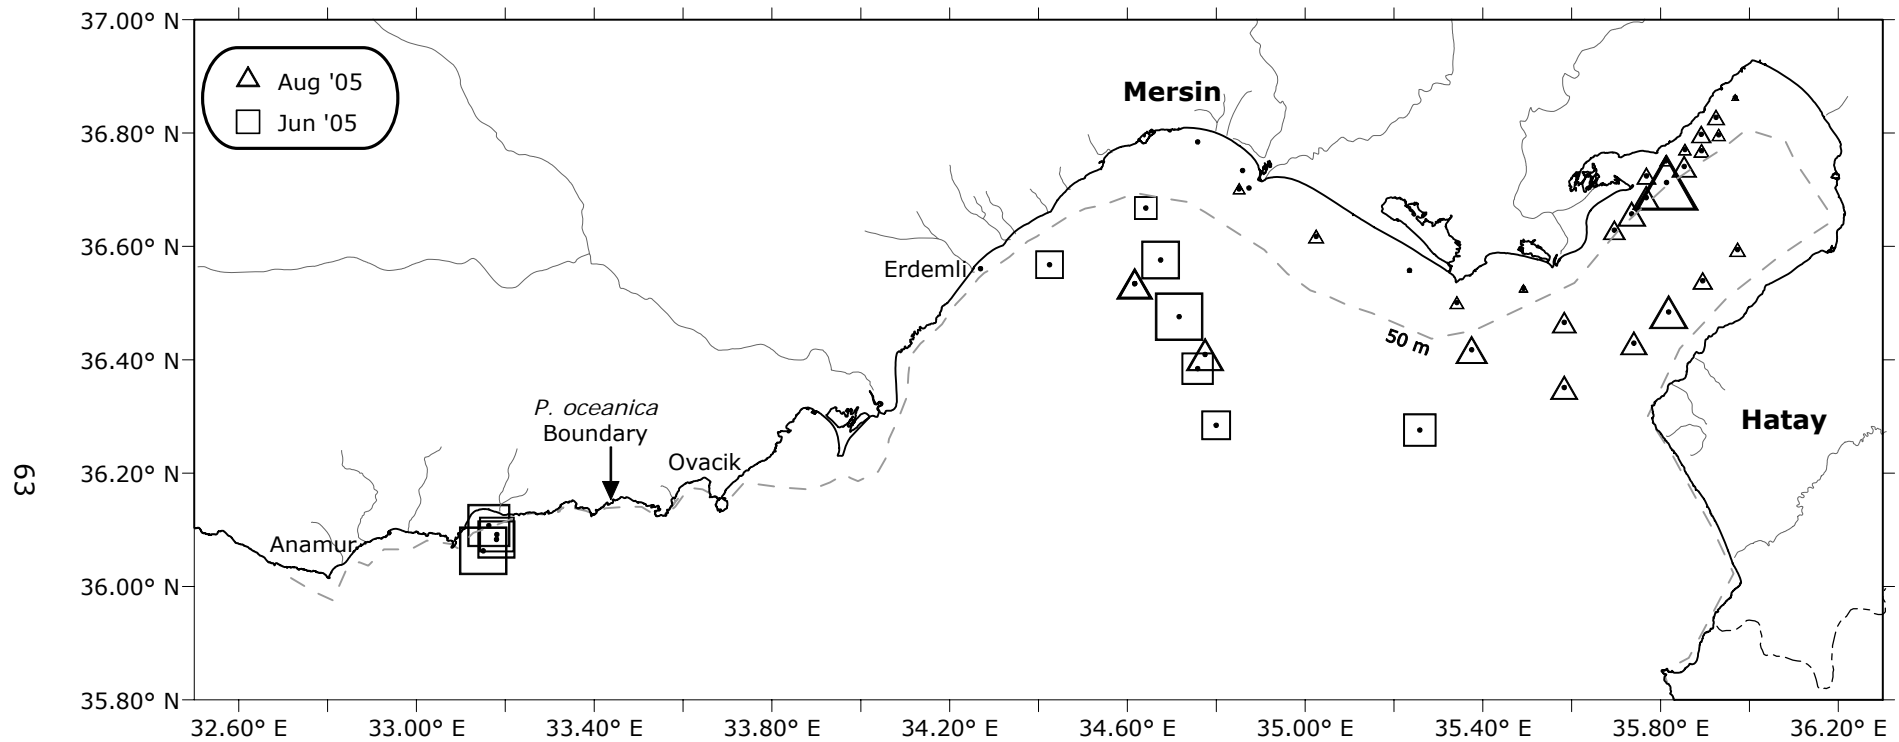 37.00° N
36.80° N
36.60° N
36.40° N
36.20° N
36.00° N
35.80° N
Aug '05
Jun '05
Mersin
Erdemli
50 m
P. oceanica
Boundary
Ovacik
Hatay
Anamur
63
32.60° E
33.00° E
33.40° E
33.80° E
34.20° E
34.60° E
35.00° E
35.40° E
35.80° E
36.20° E